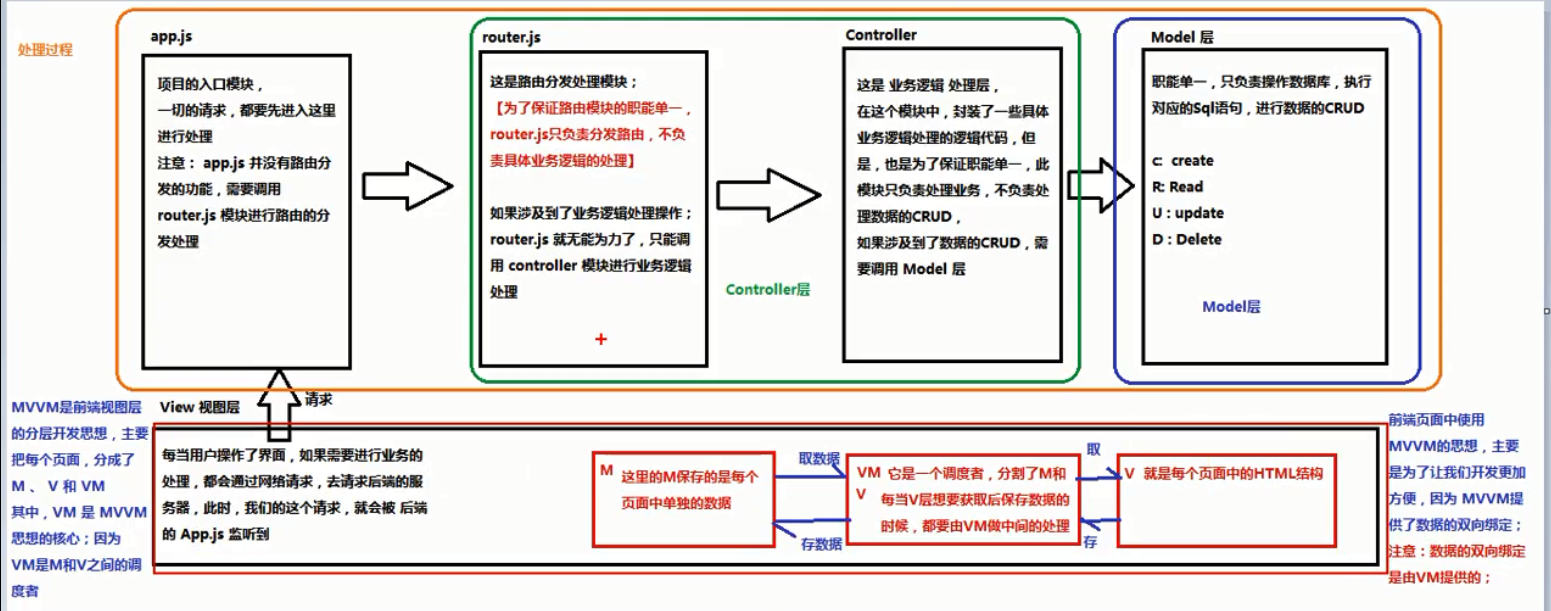 处理过程
app.js
项目的入口模块，
一切的请求，都要先进入这里
进行处理
注意： app.js 并没有路由分
发的功能，需要调用
router.js 模块进行路由的分
发处理
router.js
这是路由分发处理模块；
【为了保证路由模块的职能单一，
router.js只负责分发路由，不负
责具体业务逻辑的处理】
如果涉及到了业务逻辑处理操作；
router.js 就无能为力了，只能调
用 controller 模块进行业务逻辑
处理
Controller层
Controller
这是 业务逻辑 处理层，
在这个模块中，封装了一些具体
业务逻辑处理的逻辑代码，但
是，也是为了保证职能单一，此
模块只负责处理业务，不负责处
理数据的CRUD，
如果涉及到了数据的CRUD，需
要调用 Model 层
Model 层
职能单一，只负责操作数据库，执行
对应的Sql语句，进行数据的CRUD
c: create
R: Read
U : update
D : Delete
Model层
请求
MVVM是前端视图层
的分层开发思想，主要
把每个页面，分成了
M 、 V 和 VM
其中，VM 是 MVVM
思想的核心；因为
VM是M和V之间的调
度者
View 视图层
每当用户操作了界面，如果需要进行业务的
处理，都会通过网络请求，去请求后端的服
务器，此时，我们的这个请求，就会被 后端
的 App.js 监听到
M 这里的M保存的是每个
页面中单独的数据
取数据
存数据
VM 它是一个调度者，分割了M和
V 每当V层想要获取后保存数据的
时候，都要由VM做中间的处理
取
存
V 就是每个页面中的HTML结构
前端页面中使用
MVVM的思想，主要
是为了让我们开发更加
方便，因为 MVVM提
供了数据的双向绑定；
注意：数据的双向绑定
是由VM提供的；